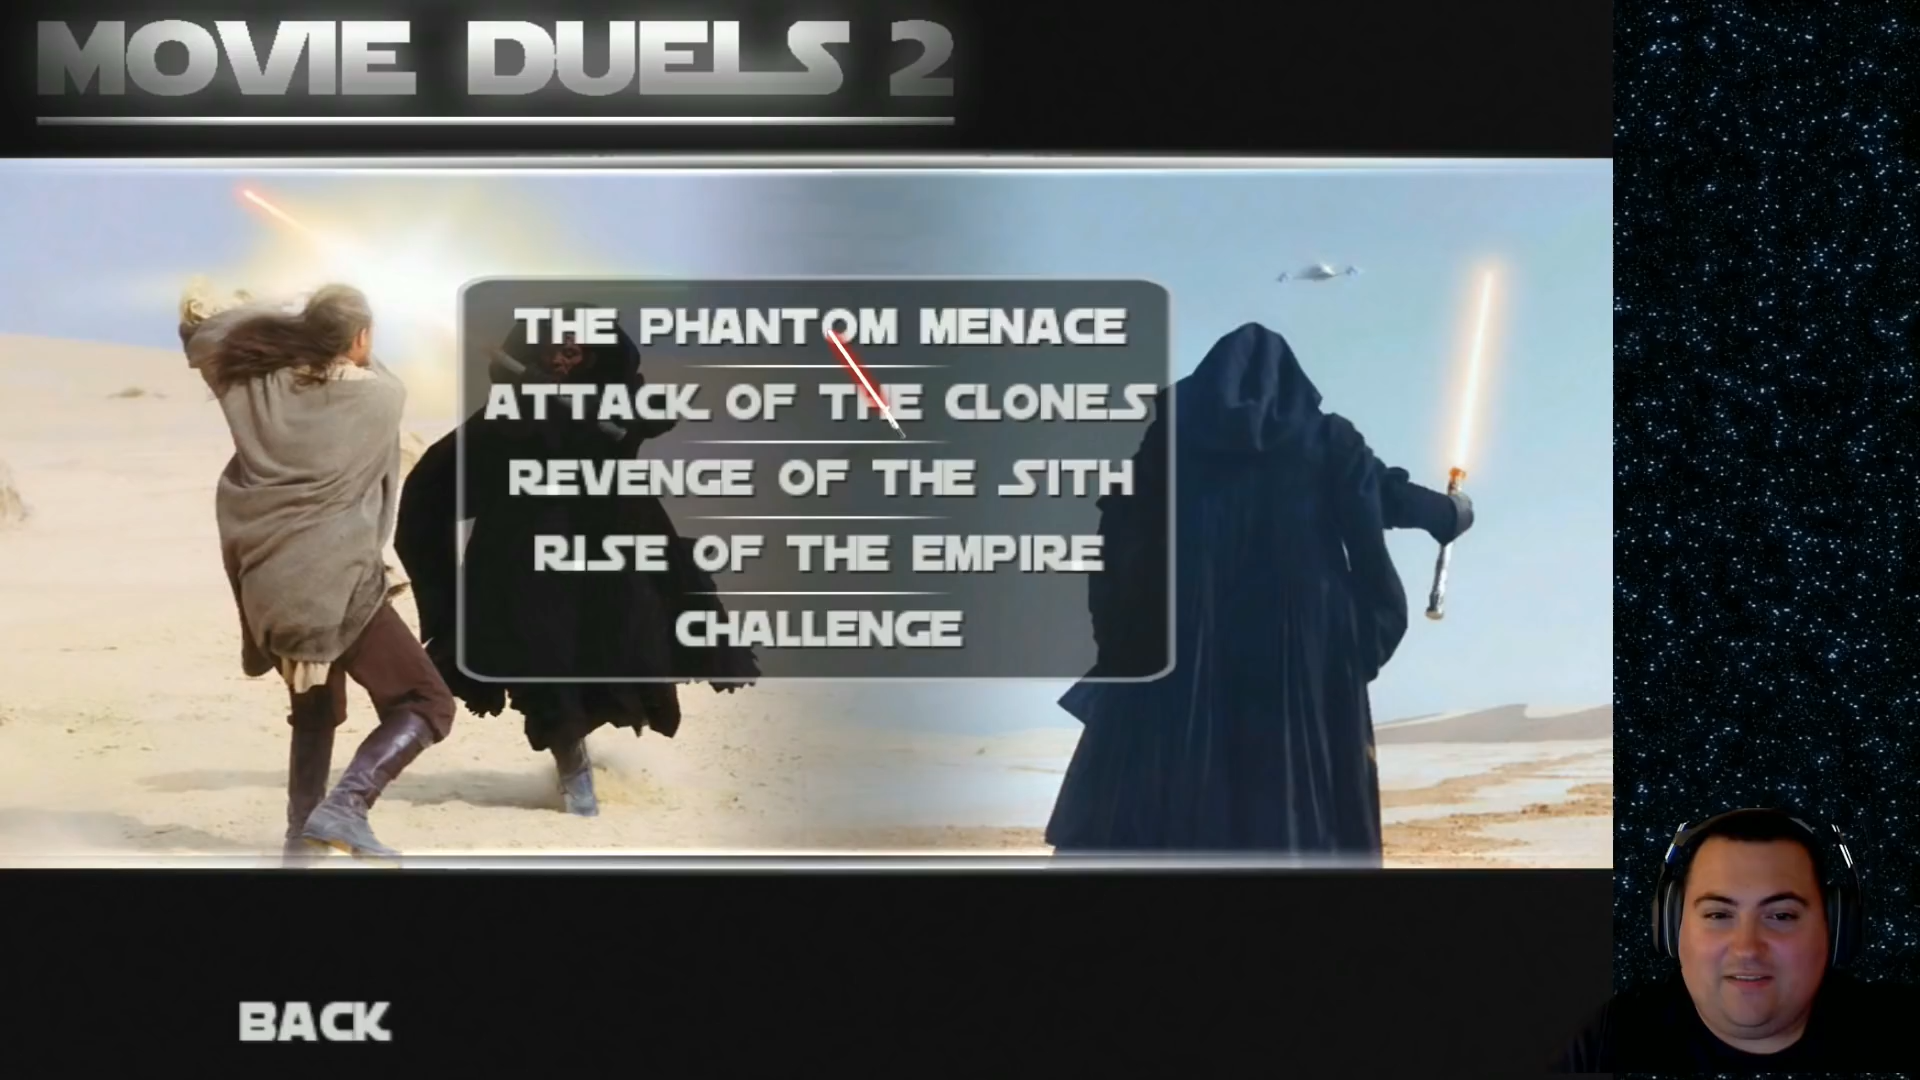 MOVIE DUELS 2
THE PHANTOM MENACE
ATTACK OF THE CLONES
REVENGE OF THE SITH
RISE OF THE EMPIRE
CHALLENGE
BACK